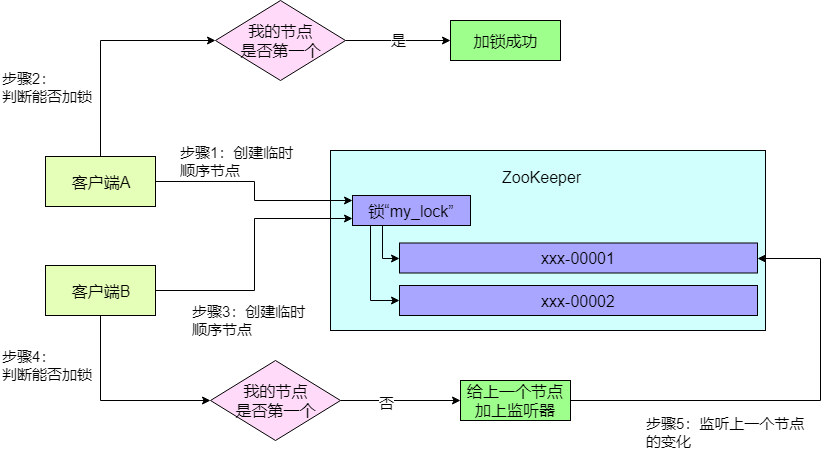 我的节点
是否第一个
是
加锁成功
步骤2：
判断能否加锁
步骤1：创建临时
顺序节点
客户端A
ZooKeeper
锁“my_lock”
xxx-00001
客户端B
xxx-00002
步骤3：创建临时
顺序节点
步骤4：
判断能否加锁
我的节点
是否第一个
否
给上一个节点
加上监听器
步骤5：监听上一个节点
的变化